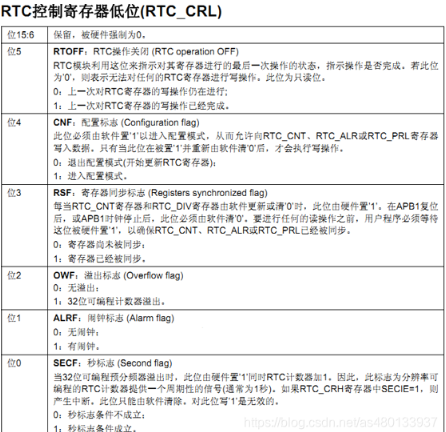 RTC控制寄存器低位(RTC_CRL)
位15:6 保留，被硬件强制为0。
位5 RTOFF：RTC操作关闭 (RTC operation OFF)
RTC模块利用这位来指示对其寄存器进行的最后一次操作的状态，指示操作是否完成。若此位
为'0'，则表示无法对任何的RTC寄存器进行写操作。此位为只读位。
0：上一次对RTC寄存器的写操作仍在进行；
1：上一次对RTC寄存器的写操作已经完成。
位4 CNF：配置标志 (Configuration flag)
此位必须由软件置'1'以进入配置模式，从而允许向RTC_CNT、RTC_ALR或RTC_PRL寄存器
写入数据。只有当此位在被置'1'并重新由软件清'0'后，才会执行写操作。
0：退出配置模式(开始更新RTC寄存器)；
1：进入配置模式。
位3 RSF：寄存器同步标志 (Registers synchronized flag)
每当RTC_CNT寄存器和RTC_DIV寄存器由软件更新或清'0'时，此位由硬件置'1'。在APB1复位
后，或APB1时钟停止后，此位必须由软件清'0'。要进行任何的读操作之前，用户程序必须等待
这位被硬件置'1'，以确保RTC_CNT、RTC_ALR或RTC_PRL已经被同步。
0：寄存器尚未被同步；
1：寄存器已经被同步。
位2 OWF：溢出标志 (Overflow flag)
0：无溢出；
1：32位可编程计数器溢出。
位1 ALRF：闹钟标志 (Alarm flag)
0：无闹钟；
1：有闹钟。
位0 SECF：秒标志 (Second flag)
当32位可编程预分频器溢出时，此位由硬件置'1'同时RTC计数器加1。因此，此标志为分辨率可
编程的RTC计数器提供一个周期性的信号(通常为1秒)。如果RTC_CRH寄存器中SECIE=1，则
产生中断。此位只能由软件清除。对此位写'1'是无效的。
0：秒标志条件不成立；
1：秒标志条件成立。
https://blog.csdn.net/as480133937